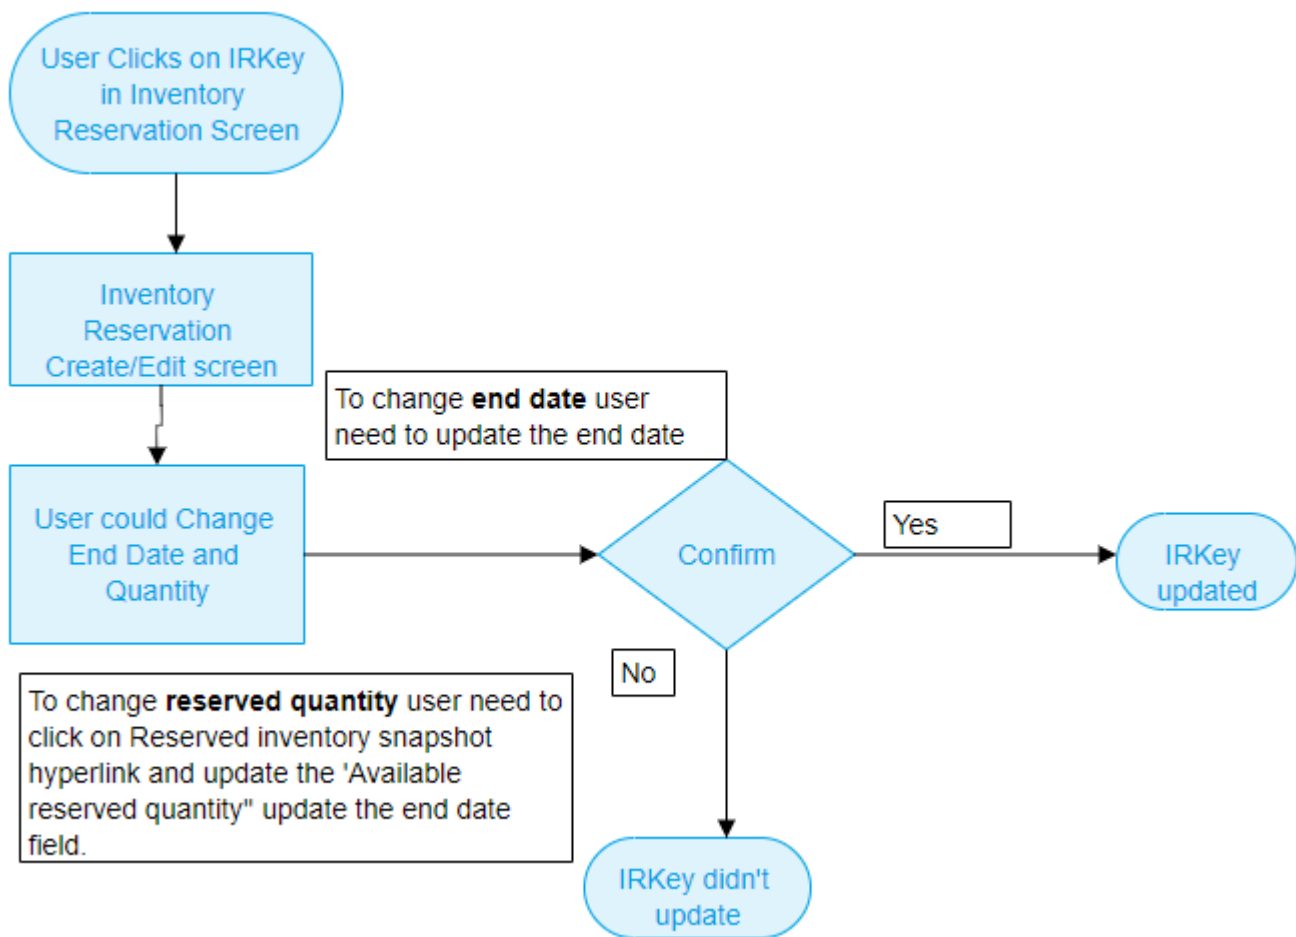 User Clicks on IRKey
in Inventory
Reservation Screen
Inventory
Reservation
Create/Edit screen
To change end date user
need to update the end date
User could Change
End Date and
Quantity
Confirm
Yes
IRKey
updated
No
To change reserved quantity user need to
click on Reserved inventory snapshot
hyperlink and update the 'Available
reserved quantity" update the end date
field.
IRKey didn't
update